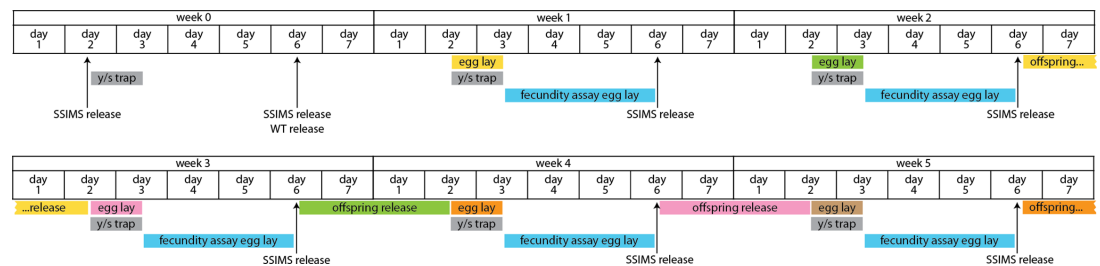 week 0 week 1 week 2
day 1 day 2 day 3 day 4 day 5 day 6 day 7 day 1 day 2 day 3 day 4 day 5 day 6 day 7 day 1 day 2 day 3 day 4 day 5 day 6 day 7
egg lay egg lay offspring...
y/s trap y/s trap y/s trap
fecundity assay egg lay fecundity assay egg lay
SSIMS release SSIMS release SSIMS release SSIMS release
WT release
week 3 week 4 week 5
day 1 day 2 day 3 day 4 day 5 day 6 day 7 day 1 day 2 day 3 day 4 day 5 day 6 day 7 day 1 day 2 day 3 day 4 day 5 day 6 day 7
...release egg lay offspring release egg lay offspring release egg lay offspring...
y/s trap y/s trap y/s trap
fecundity assay egg lay fecundity assay egg lay fecundity assay egg lay
SSIMS release SSIMS release SSIMS release